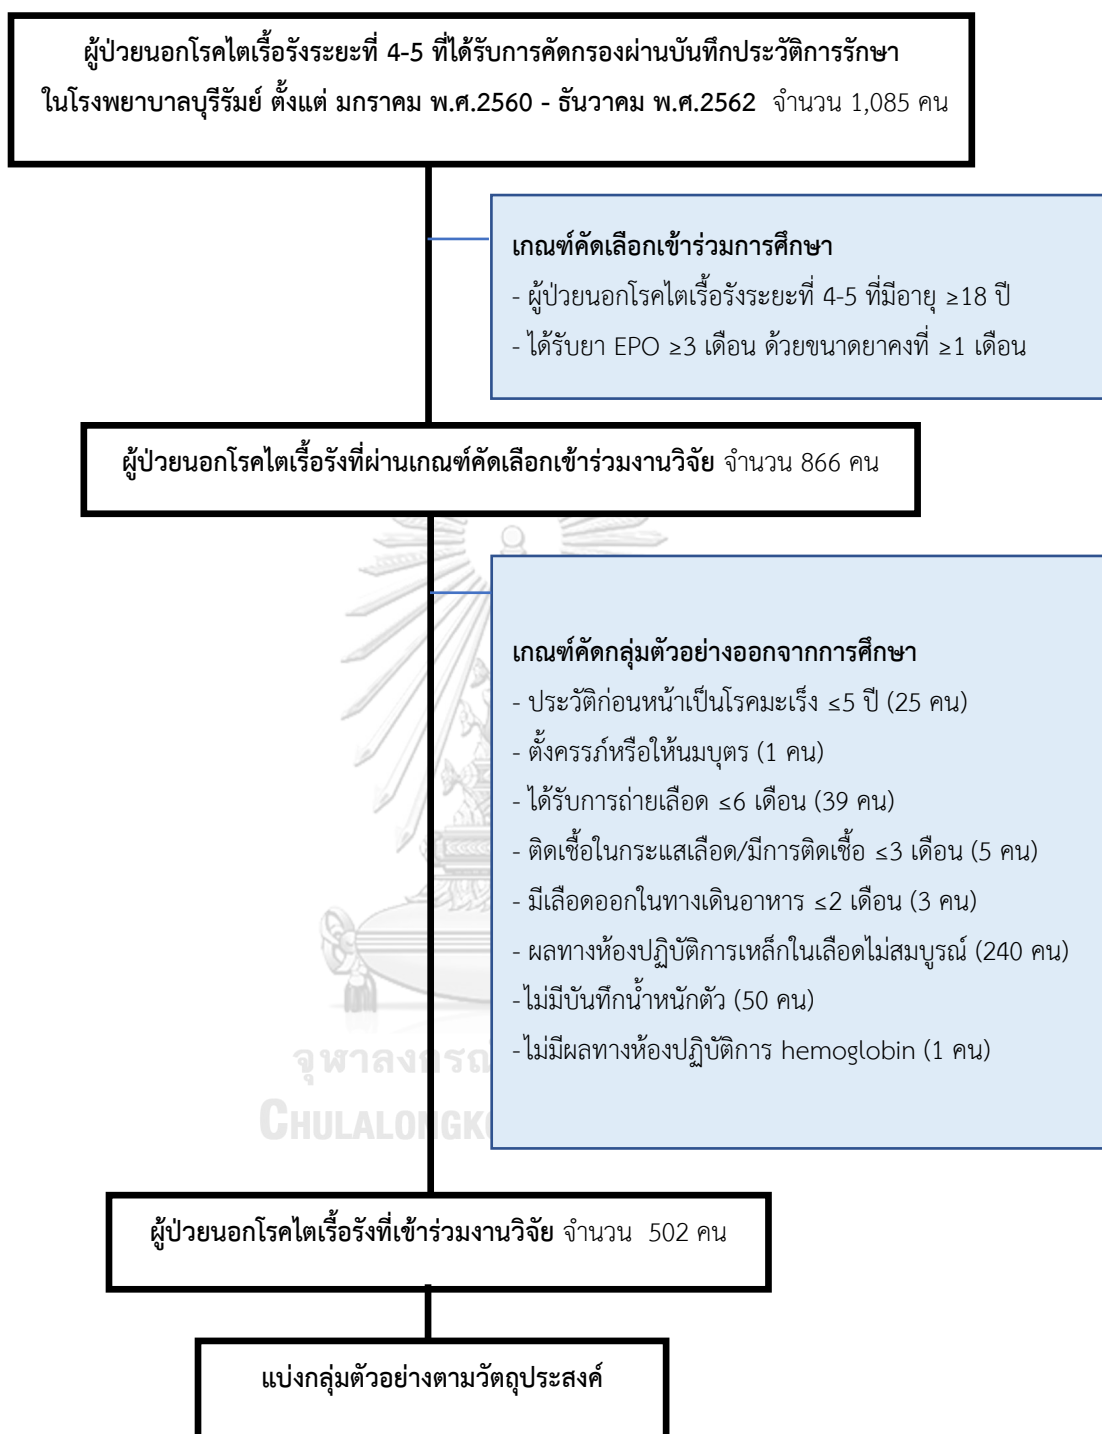 ผู้ป่วยนอกโรคไตเรื้อรังระยะที่ 4-5 ที่ได้รับการคัดกรองผ่านบันทึกประวัติการรักษา
ในโรงพยาบาลบุรีรัมย์ ตั้งแต่ มกราคม พ.ศ.2560 - ธันวาคม พ.ศ.2562 จำนวน 1,085 คน
เกณฑ์คัดเลือกเข้าร่วมการศึกษา
- ผู้ป่วยนอกโรคไตเรื้อรังระยะที่ 4-5 ที่มีอายุ ≥18 ปี
- ได้รับยา EPO ≥3 เดือน ด้วยขนาดยาคงที่ ≥1 เดือน
ผู้ป่วยนอกโรคไตเรื้อรังที่ผ่านเกณฑ์คัดเลือกเข้าร่วมงานวิจัย จำนวน 866 คน
เกณฑ์คัดกลุ่มตัวอย่างออกจากการศึกษา
- ประวัติก่อนหน้าเป็นโรคมะเร็ง ≤5 ปี (25 คน)
- ตั้งครรภ์หรือให้นมบุตร (1 คน)
- ได้รับการถ่ายเลือด ≤6 เดือน (39 คน)
- ติดเชื้อในกระแสเลือด/มีการติดเชื้อ ≤3 เดือน (5 คน)
- มีเลือดออกในทางเดินอาหาร ≤2 เดือน (3 คน)
- ผลทางห้องปฏิบัติการเหล็กในเลือดไม่สมบูรณ์ (240 คน)
- ไม่มีบันทึกน้ำหนักตัว (50 คน)
- ไม่มีผลทางห้องปฏิบัติการ hemoglobin (1 คน)
ผู้ป่วยนอกโรคไตเรื้อรังที่เข้าร่วมงานวิจัย จำนวน 502 คน
แบ่งกลุ่มตัวอย่างตามวัตถุประสงค์